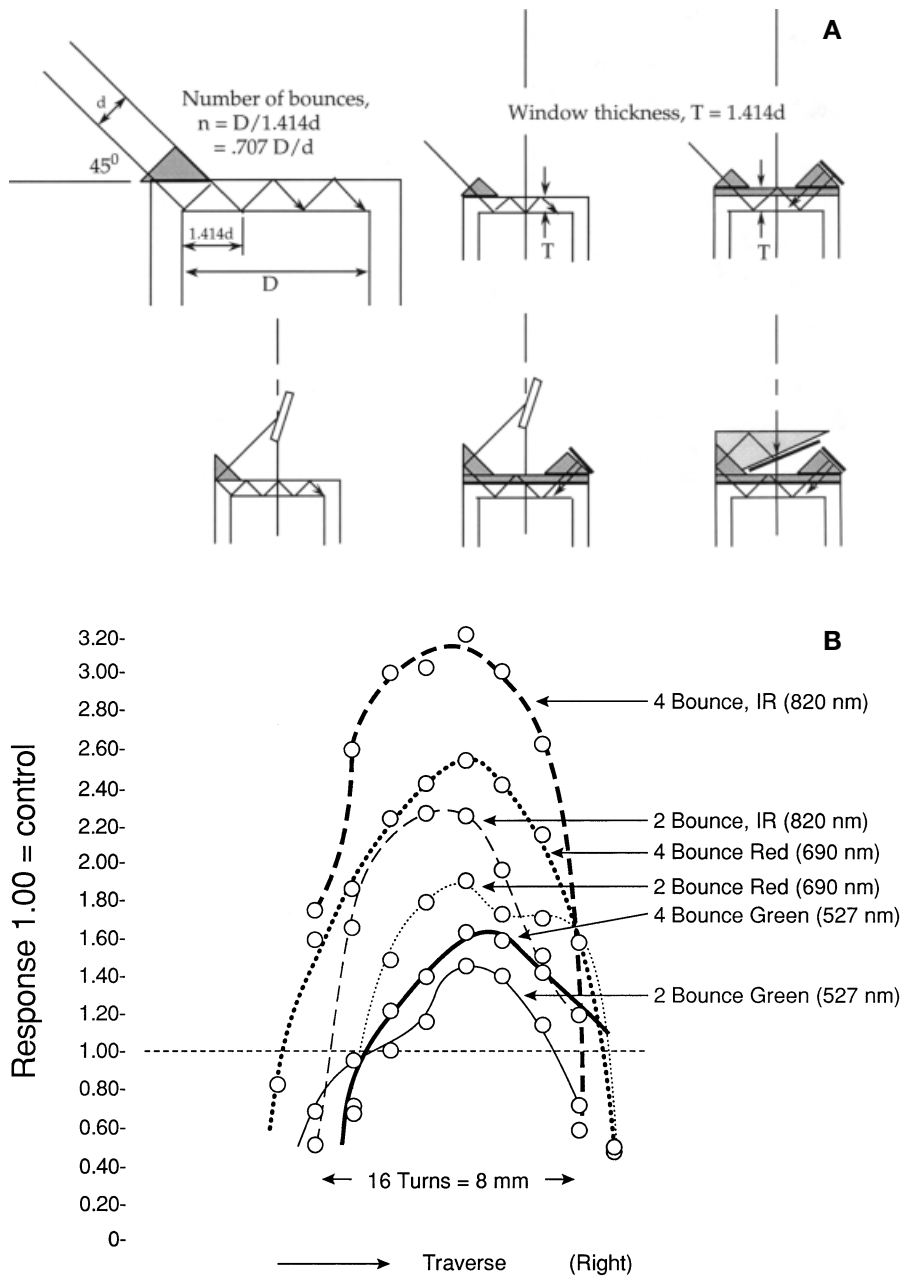 A
Number of bounces,
n = D/1.414d
= .707 D/d
Window thickness, T = 1.414d
d
45⁰
1.414d
D
T
T
B
Response 1.00 = control
3.20-
3.00-
2.80-
2.60-
2.40-
2.20-
2.00-
1.80-
1.60-
1.40-
1.20-
1.00-
0.80-
0.60-
0.40-
0.20-
0-
4 Bounce, IR (820 nm)
2 Bounce, IR (820 nm)
4 Bounce Red (690 nm)
2 Bounce Red (690 nm)
4 Bounce Green (527 nm)
2 Bounce Green (527 nm)
16 Turns = 8 mm
Traverse (Right)